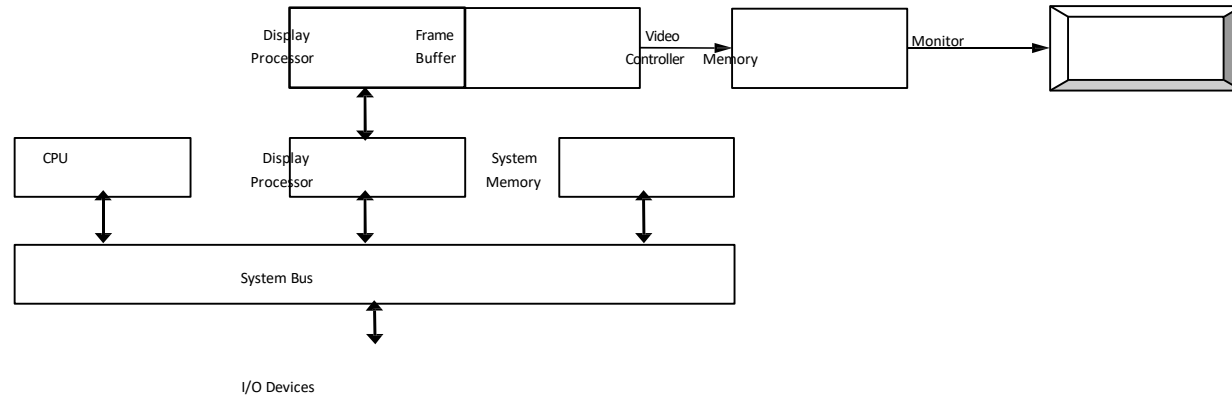 Display Processor
Frame Buffer
Video Controller
Memory
Monitor
CPU
Display Processor
System Memory
System Bus
I/O Devices